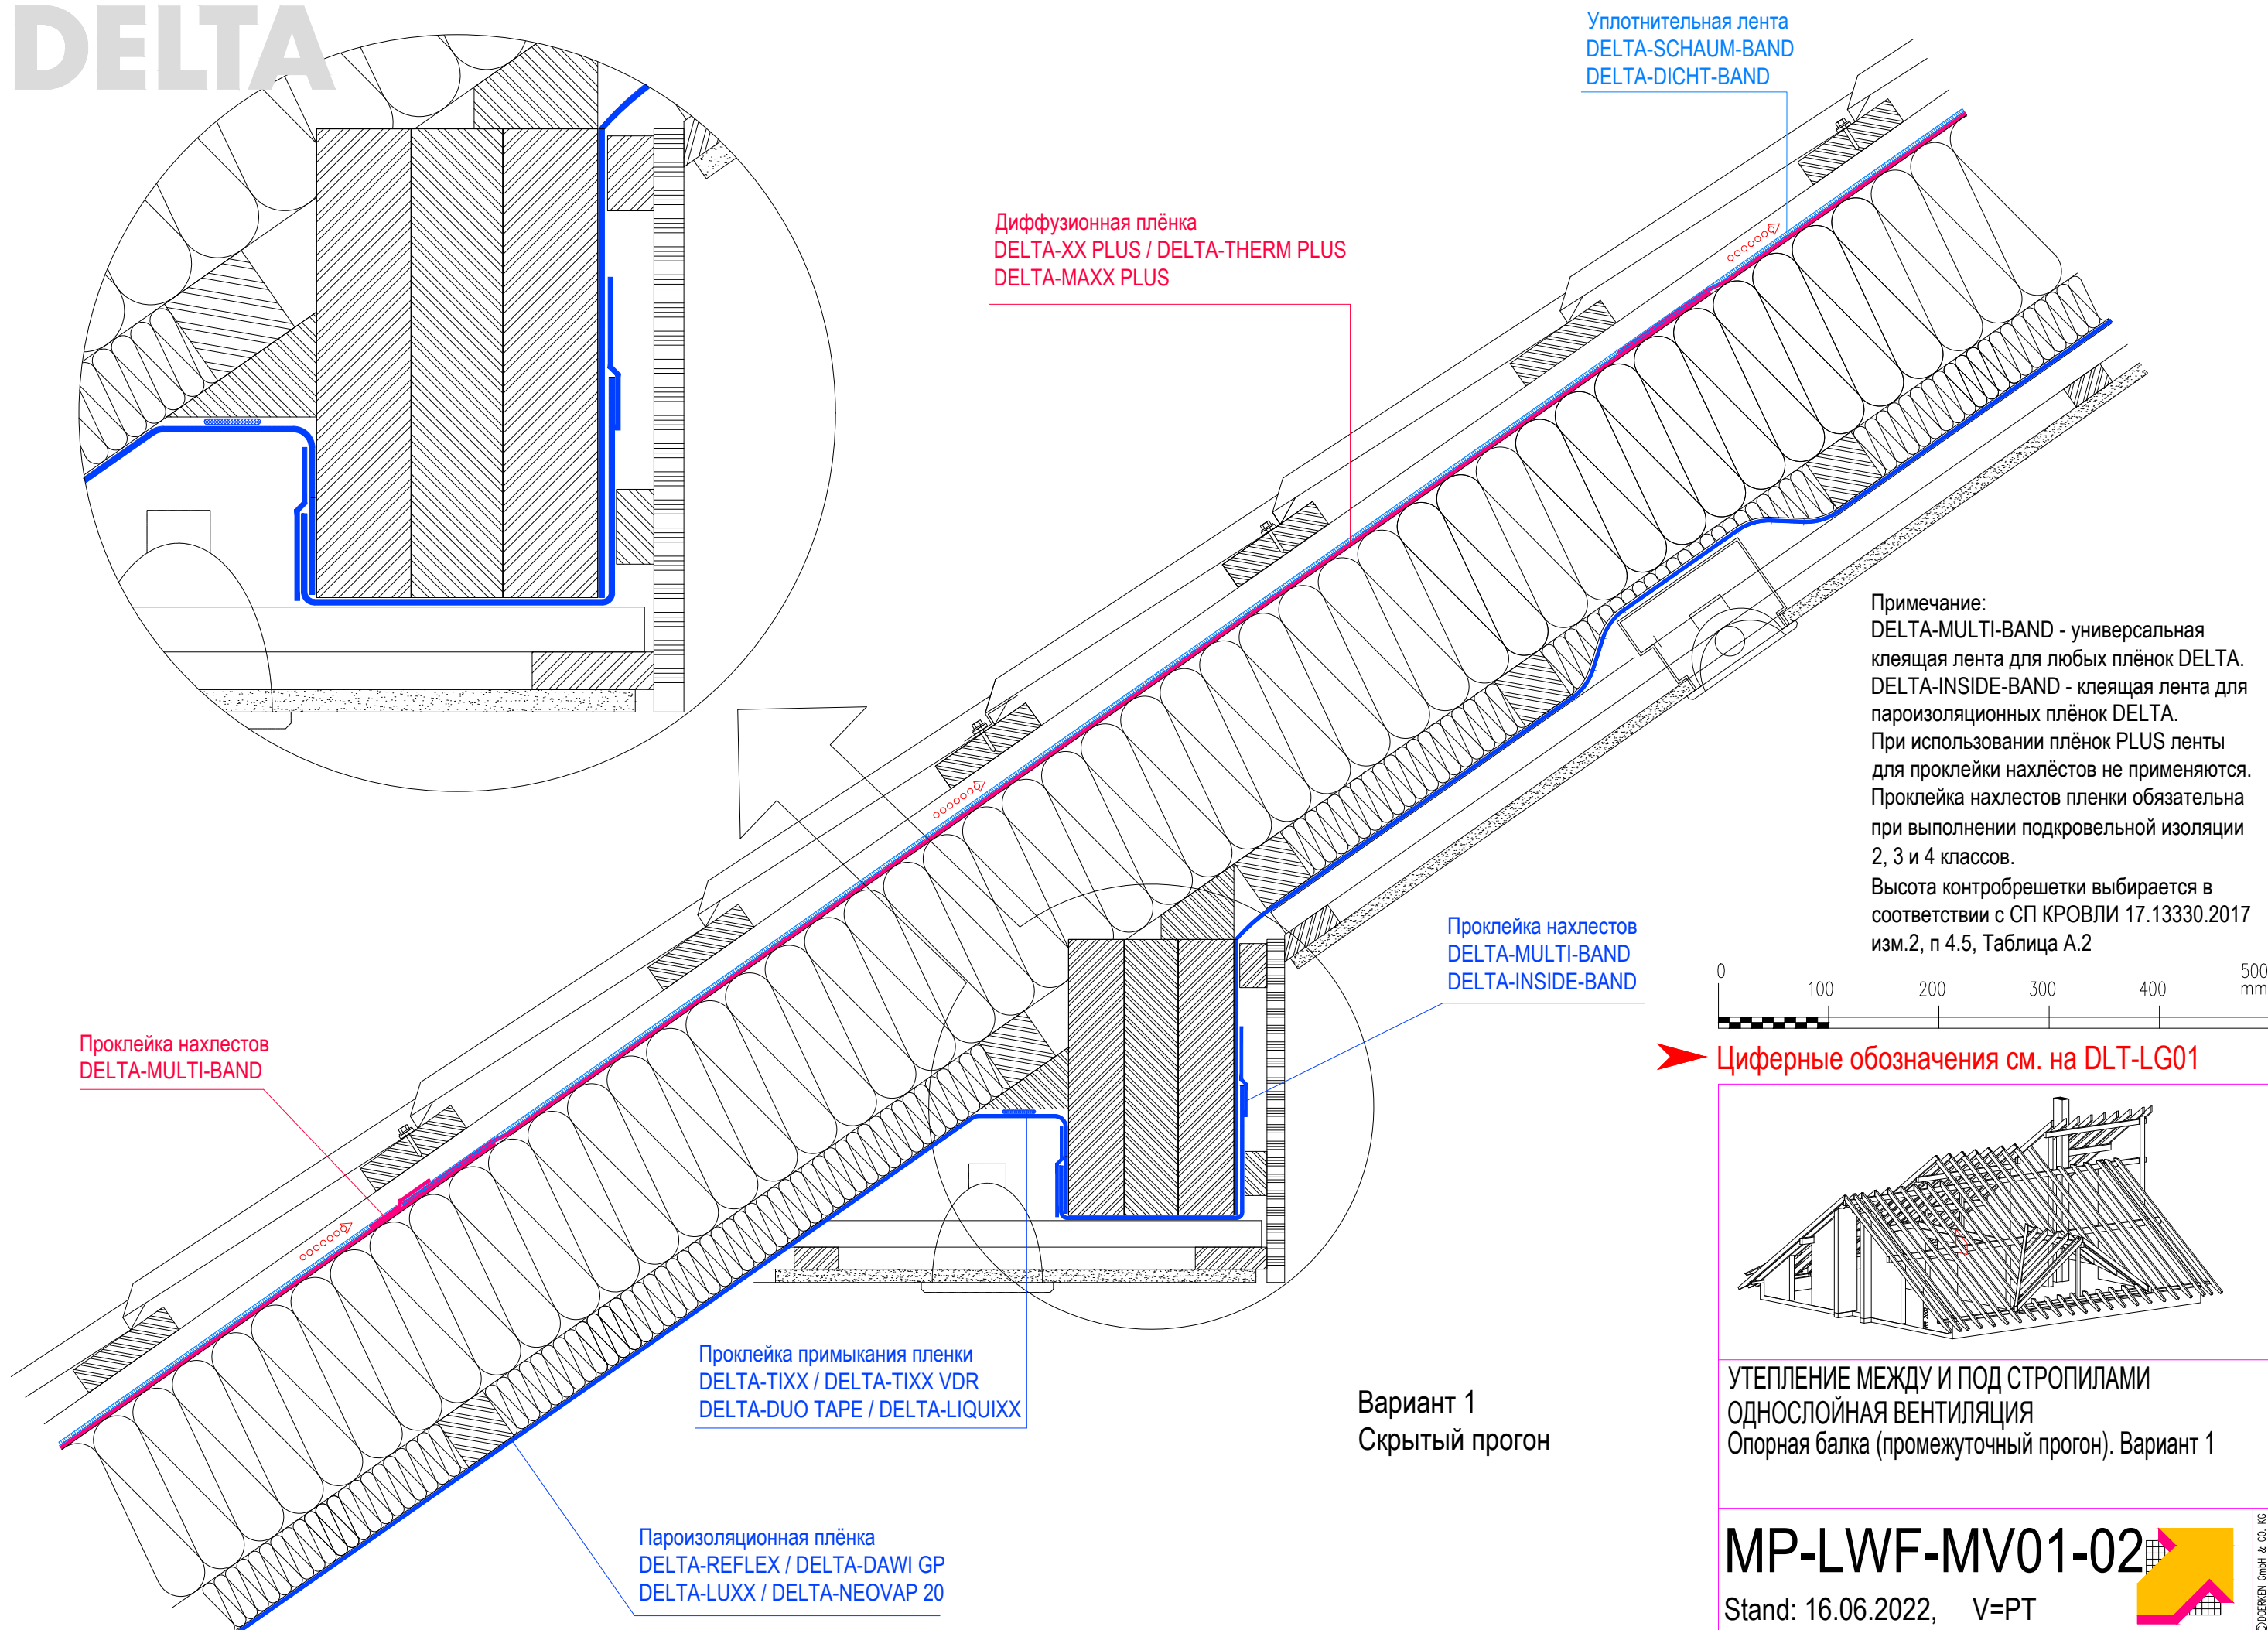 DELTA
Уплотнительная лента
DELTA-SCHAUM-BAND
DELTA-DICHT-BAND
Диффузионная плёнка
DELTA-XX PLUS / DELTA-THERM PLUS
DELTA-MAXX PLUS
Примечание:
DELTA-MULTI-BAND - универсальная
клеящая лента для любых плёнок DELTA.
DELTA-INSIDE-BAND - клеящая лента для
пароизоляционных плёнок DELTA.
При использовании плёнок PLUS ленты
для проклейки нахлёстов не применяются.
Проклейка нахлестов пленки обязательна
при выполнении подкровельной изоляции
2, 3 и 4 классов.
Высота контробрешетки выбирается в
соответствии с СП КРОВЛИ 17.13330.2017
изм.2, п 4.5, Таблица А.2
Проклейка нахлестов
DELTA-MULTI-BAND
DELTA-INSIDE-BAND
0 100 200 300 400 500
mm
Циферные обозначения см. на DLT-LG01
Проклейка нахлестов
DELTA-MULTI-BAND
Проклейка примыкания пленки
DELTA-TIXX / DELTA-TIXX VDR
DELTA-DUO TAPE / DELTA-LIQUIXX
Вариант 1
Скрытый прогон
УТЕПЛЕНИЕ МЕЖДУ И ПОД СТРОПИЛАМИ
ОДНОСЛОЙНАЯ ВЕНТИЛЯЦИЯ
Опорная балка (промежуточный прогон). Вариант 1
Пароизоляционная плёнка
DELTA-REFLEX / DELTA-DAWI GP
DELTA-LUXX / DELTA-NEOVAP 20
MP-LWF-MV01-02
Stand: 16.06.2022, V=PT
©DOERKEN GmbH & CO. KG